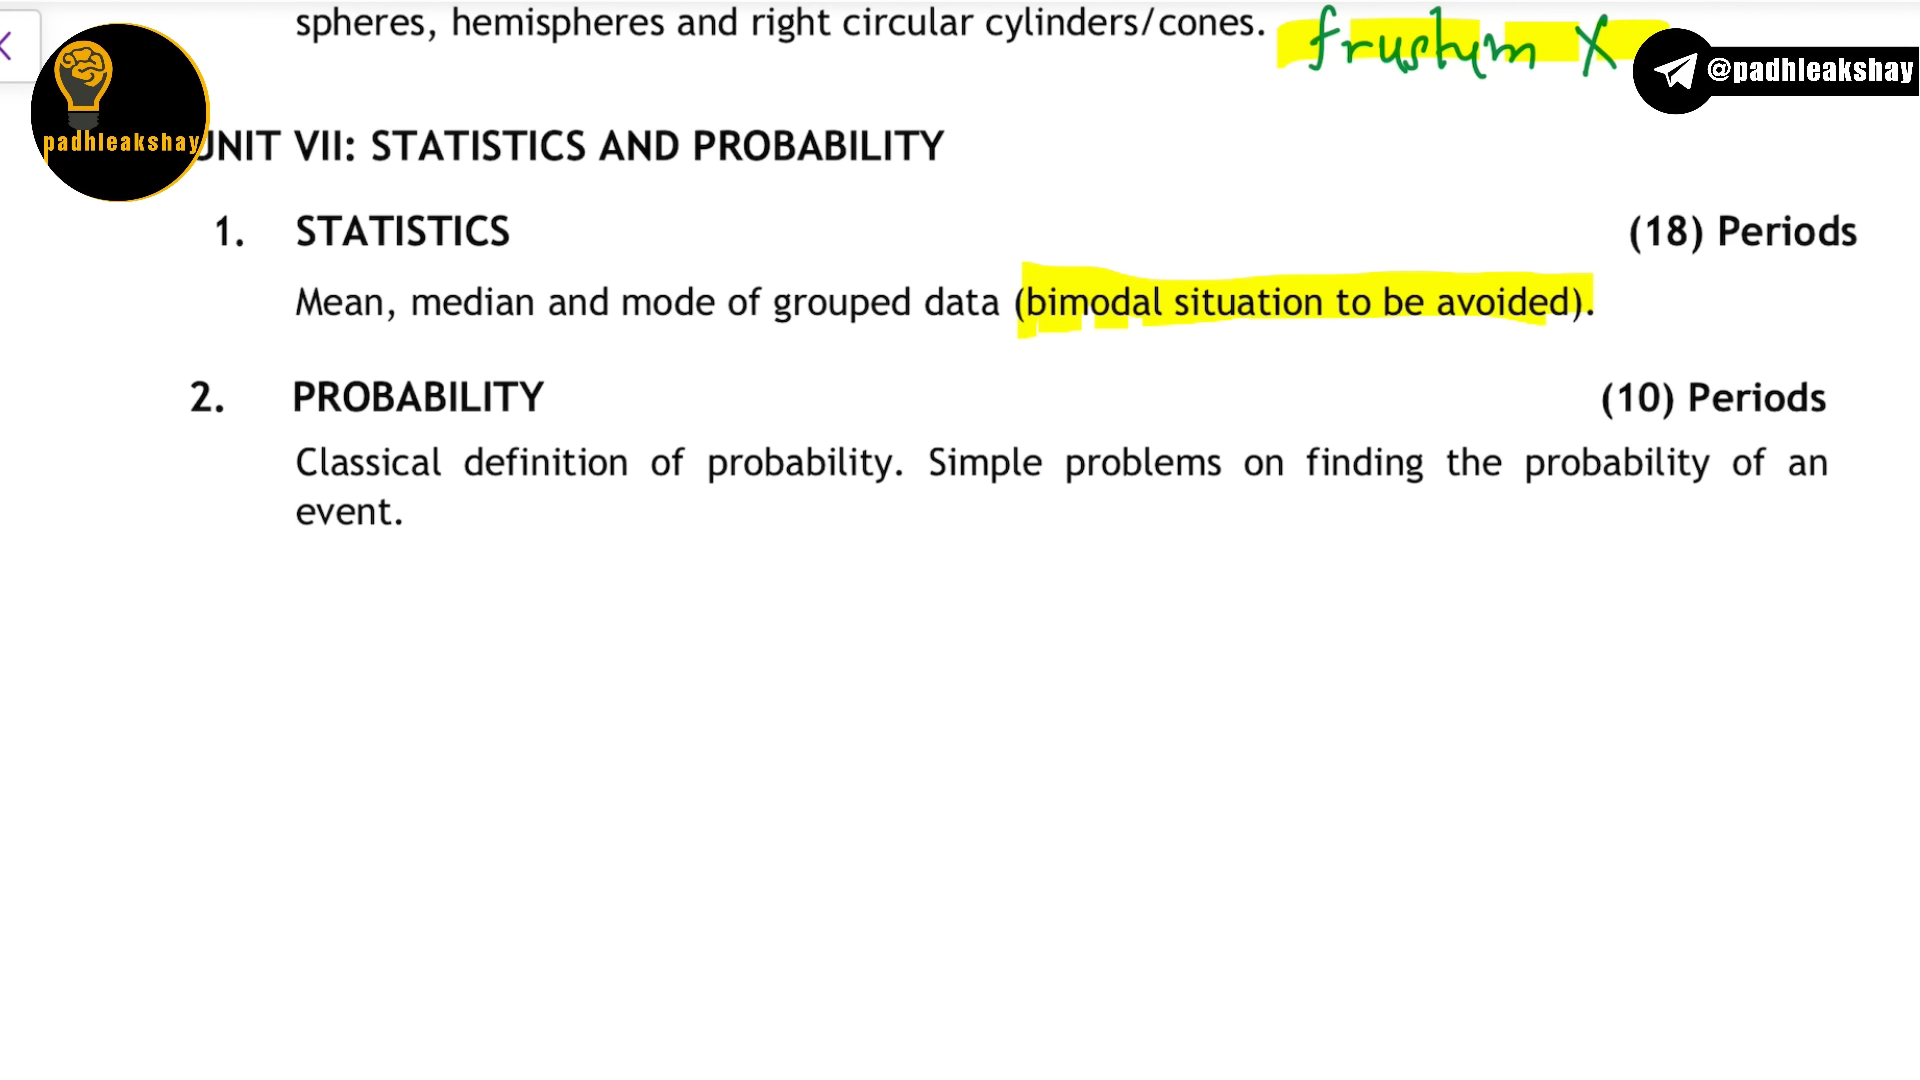 spheres, hemispheres and right circular cylinders/cones. frustum X
@padhleakshay
padhleakshay
UNIT VII: STATISTICS AND PROBABILITY
1. STATISTICS (18) Periods
Mean, median and mode of grouped data (bimodal situation to be avoided).
2. PROBABILITY (10) Periods
Classical definition of probability. Simple problems on finding the probability of an
event.